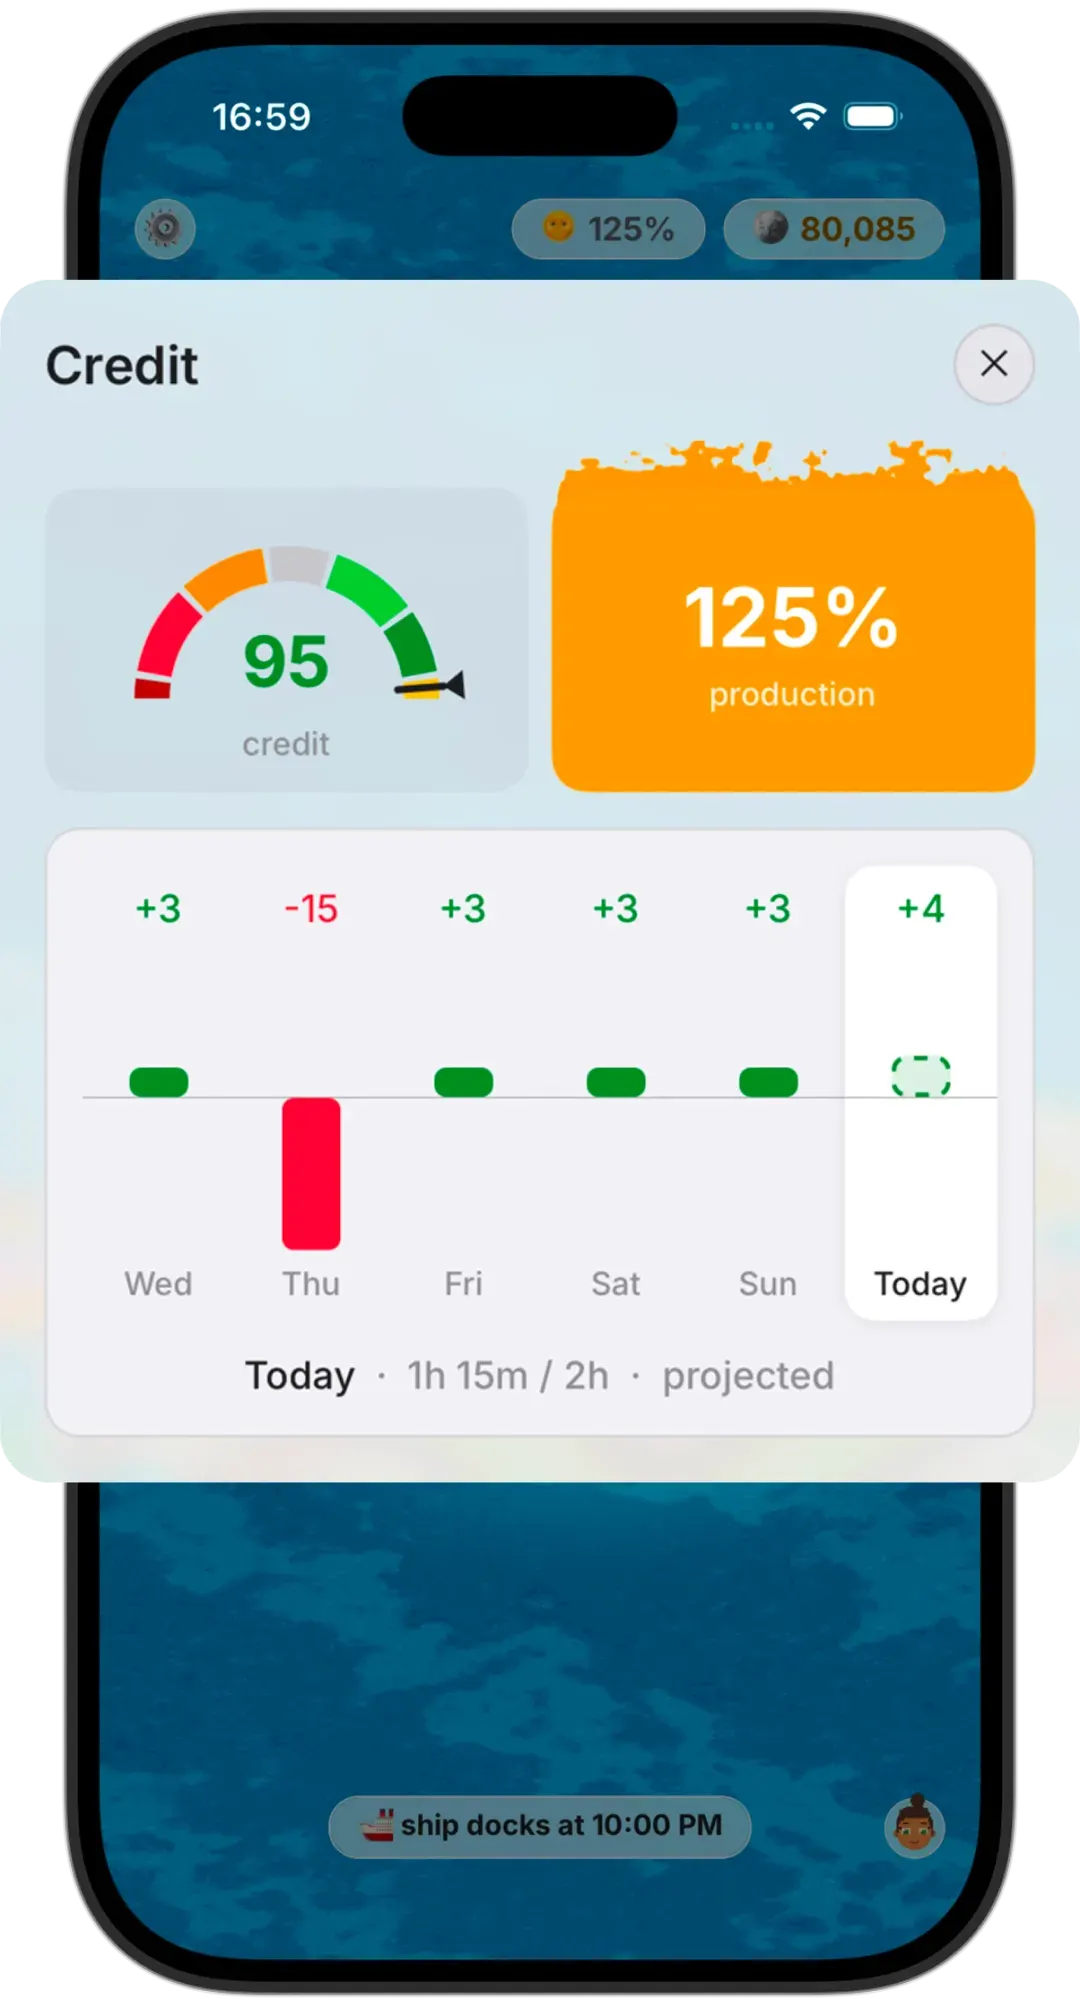 16:59
125%
80,085
Credit
95
credit
125%
production
+3
-15
+3
+3
+3
+4
Wed
Thu
Fri
Sat
Sun
Today
Today · 1h 15m / 2h · projected
ship docks at 10:00 PM